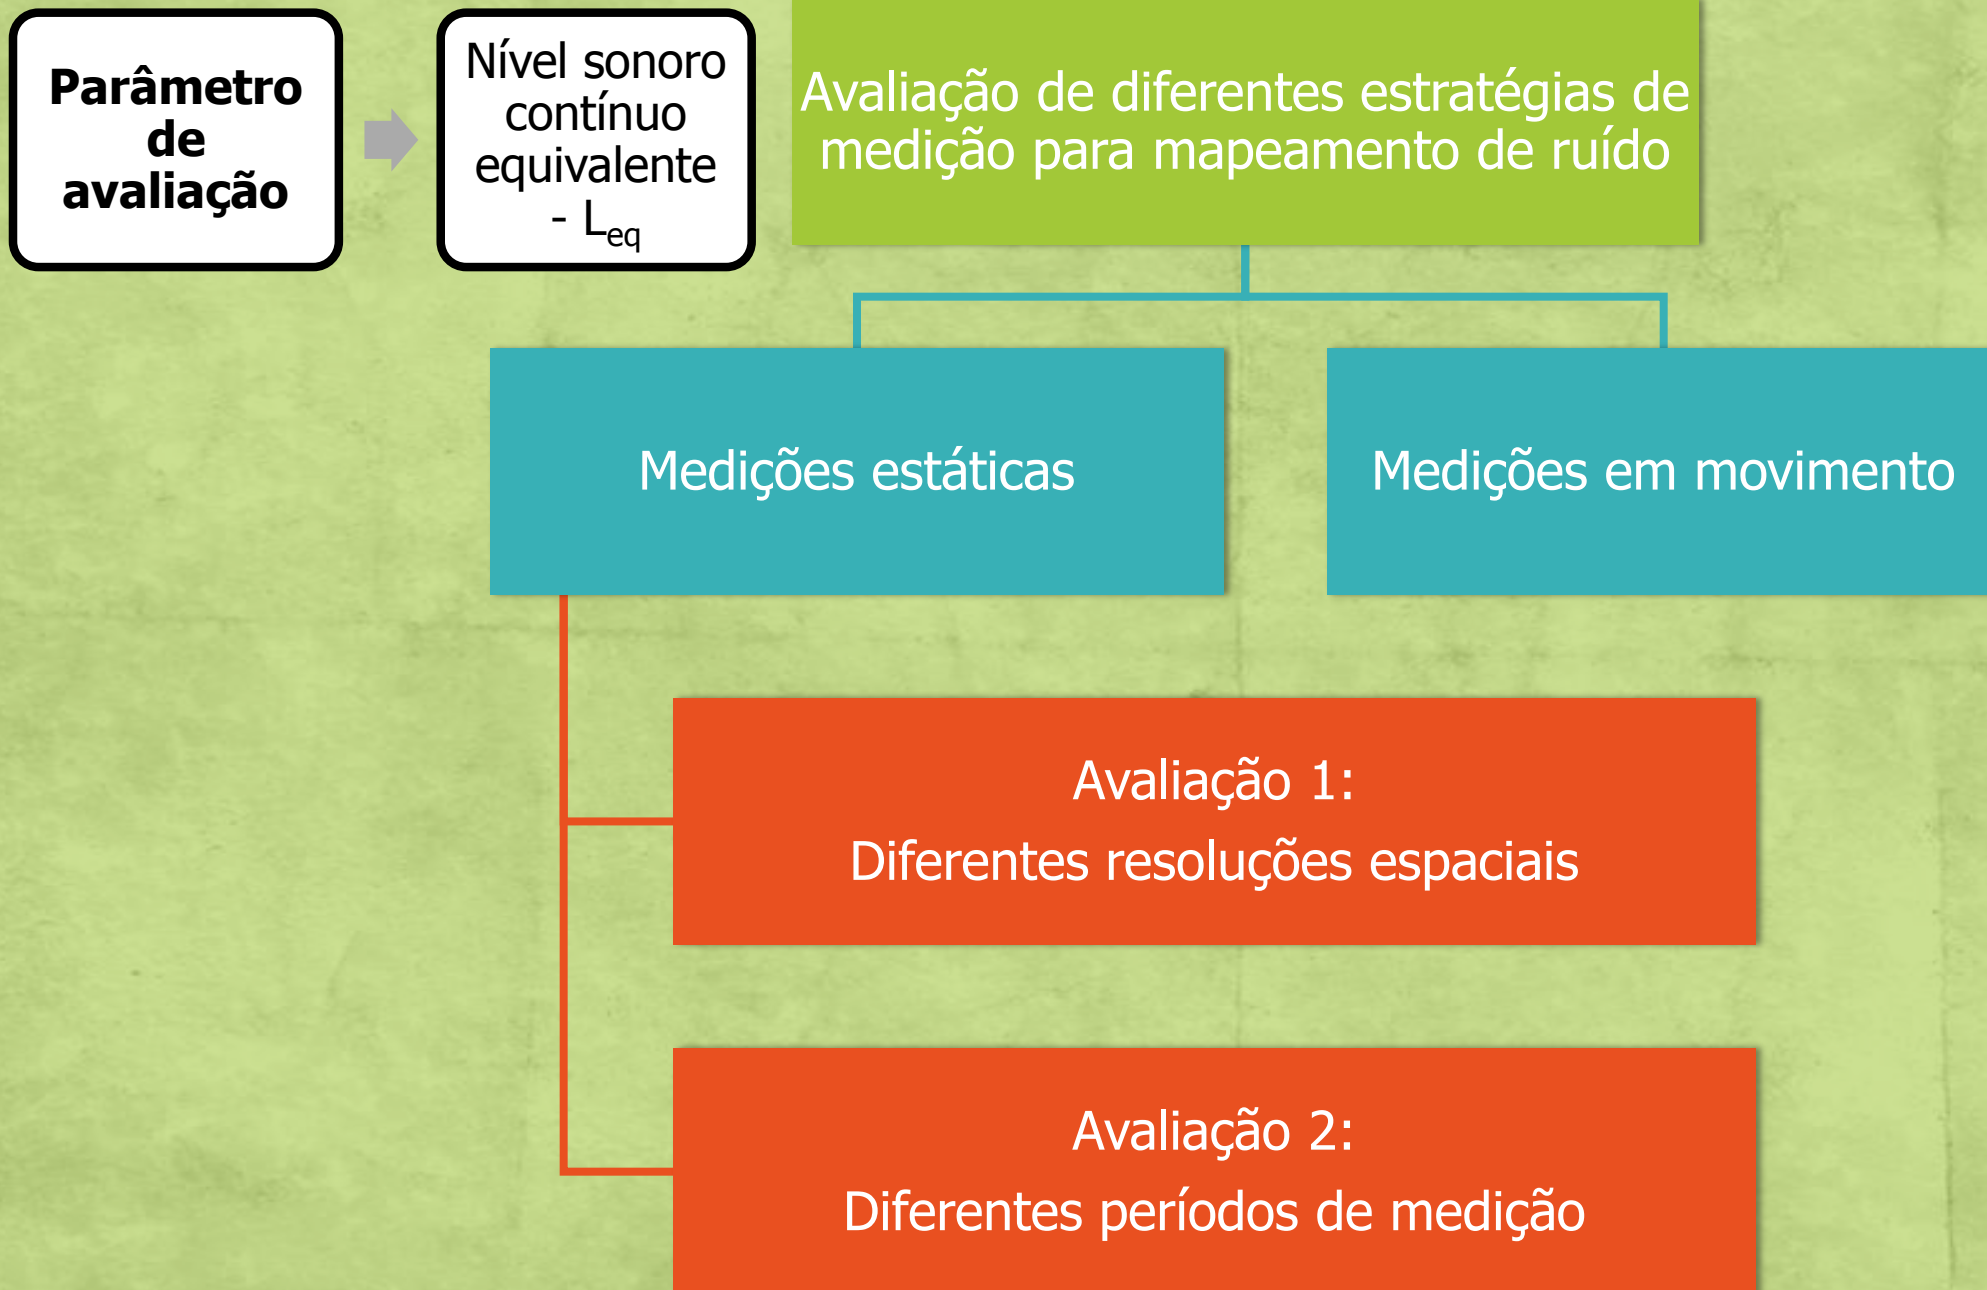 Parâmetro
de
avaliação
Nível sonoro
contínuo
equivalente
- Leq
Avaliação de diferentes estratégias de
medição para mapeamento de ruído
Medições estáticas
Medições em movimento
Avaliação 1:
Diferentes resoluções espaciais
Avaliação 2:
Diferentes períodos de medição